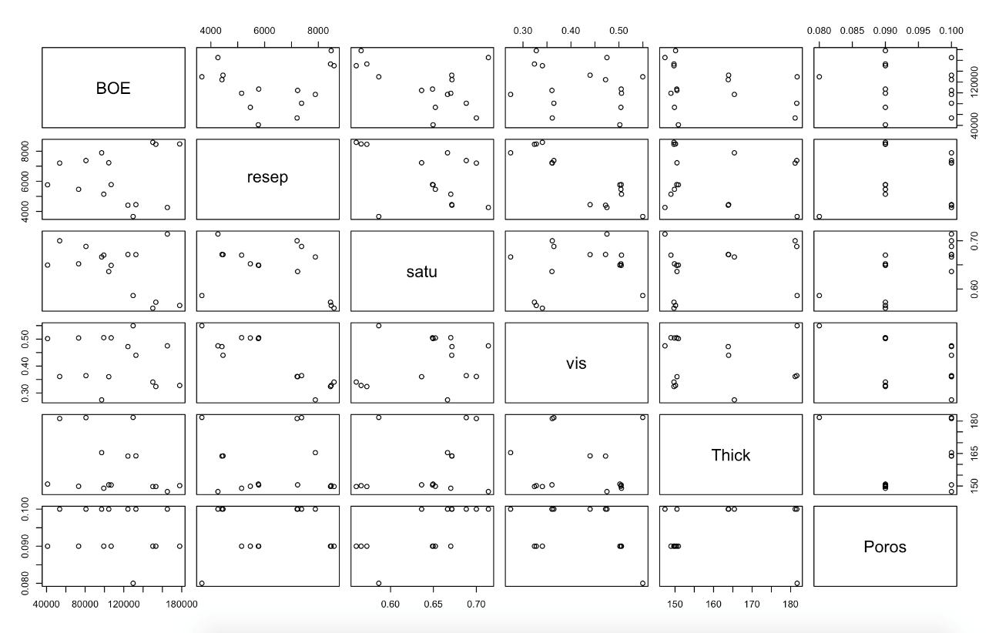 4000 6000 8000 0.30 0.40 0.50 0.080 0.085 0.090 0.095 0.100
BOE
40000 120000
4000 6000 8000
resep
satu
0.60 0.70
0.30 0.40 0.50
vis
Thick
150 165 180
0.080 0.090 0.100
Poros
40000 80000 120000 180000 0.60 0.65 0.70 150 160 170 180